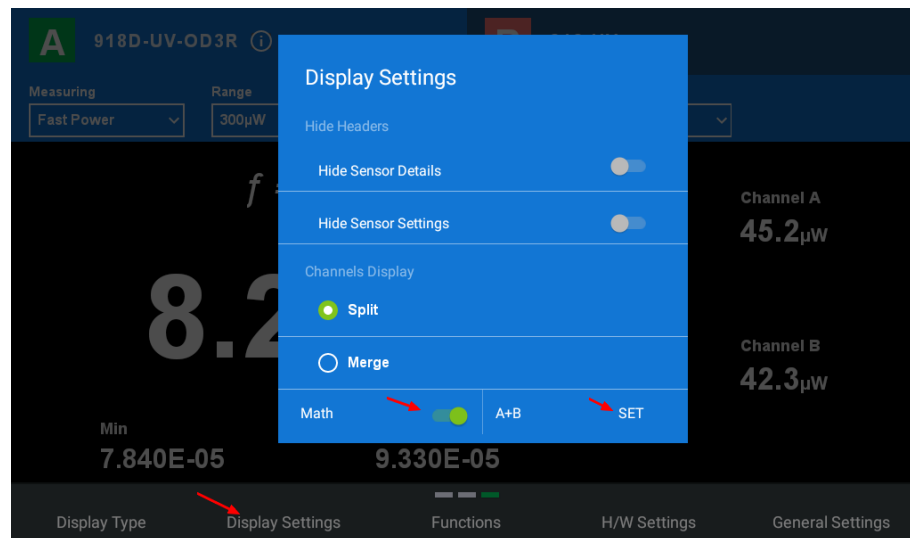 A 918D-UV-OD3R
Display Settings
Measuring
Range
Fast Power
300µW
Hide Headers
Hide Sensor Details
Hide Sensor Settings
Channels Display
Split
Merge
Math
A+B
SET
Channel A
45.2µW
8.2
Channel B
42.3µW
Min
7.840E-05
9.330E-05
Display Type
Display Settings
Functions
H/W Settings
General Settings